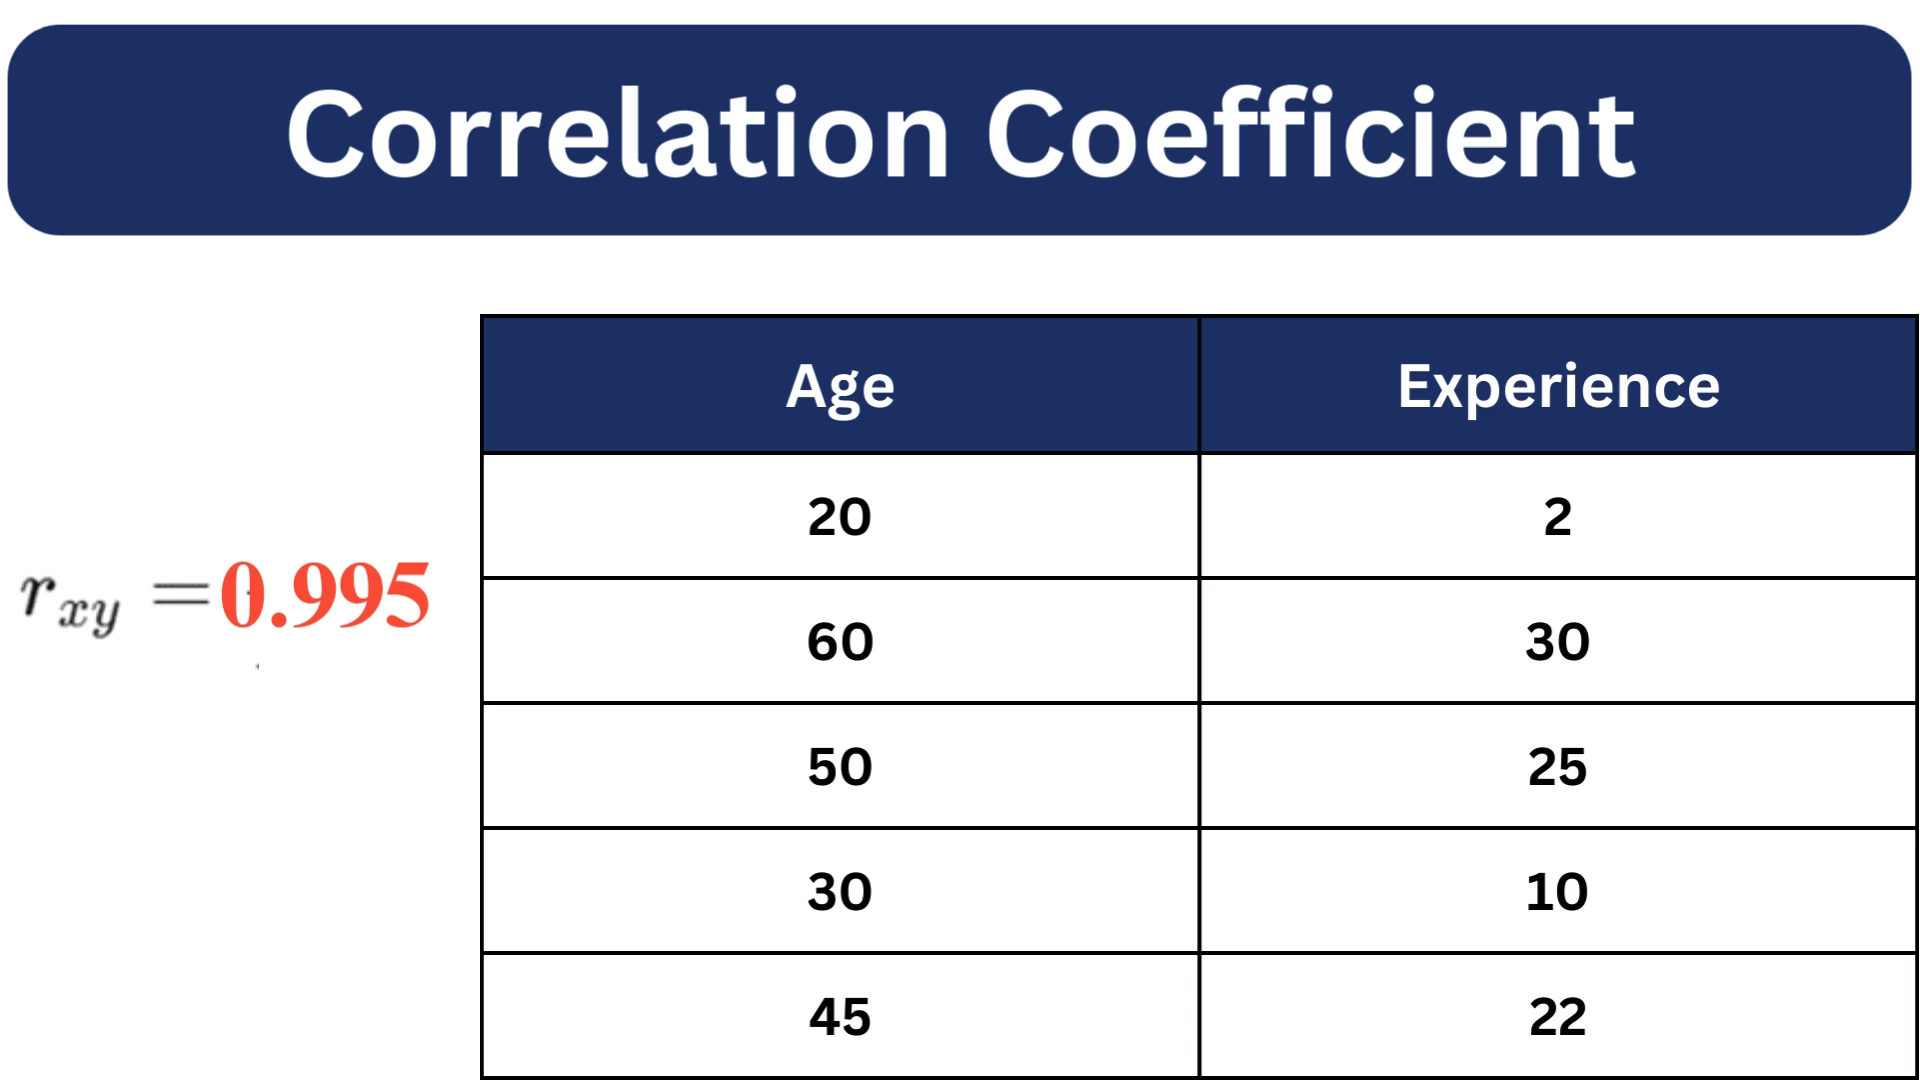 Correlation Coefficient
r_xy = 0.995
Age Experience
20 2
60 30
50 25
30 10
45 22